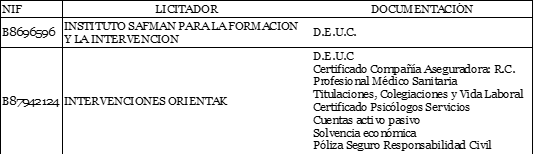 NIF LICITADOR DOCUMENTACIÓN
B8696596 INSTITUTO SAFMAN PARA LA FORMACION Y LA INTERVENCION D.E.U.C.
B87942124 INTERVENCIONES ORIENTAK
D.E.U.C
Certificado Compañía Aseguradora: R.C.
Profesional Médico Sanitaria
Titulaciones, Colegiaciones y Vida Laboral
Certificado Psicólogos Servicios
Cuentas activo pasivo
Solvencia económica
Póliza Seguro Responsabilidad Civil